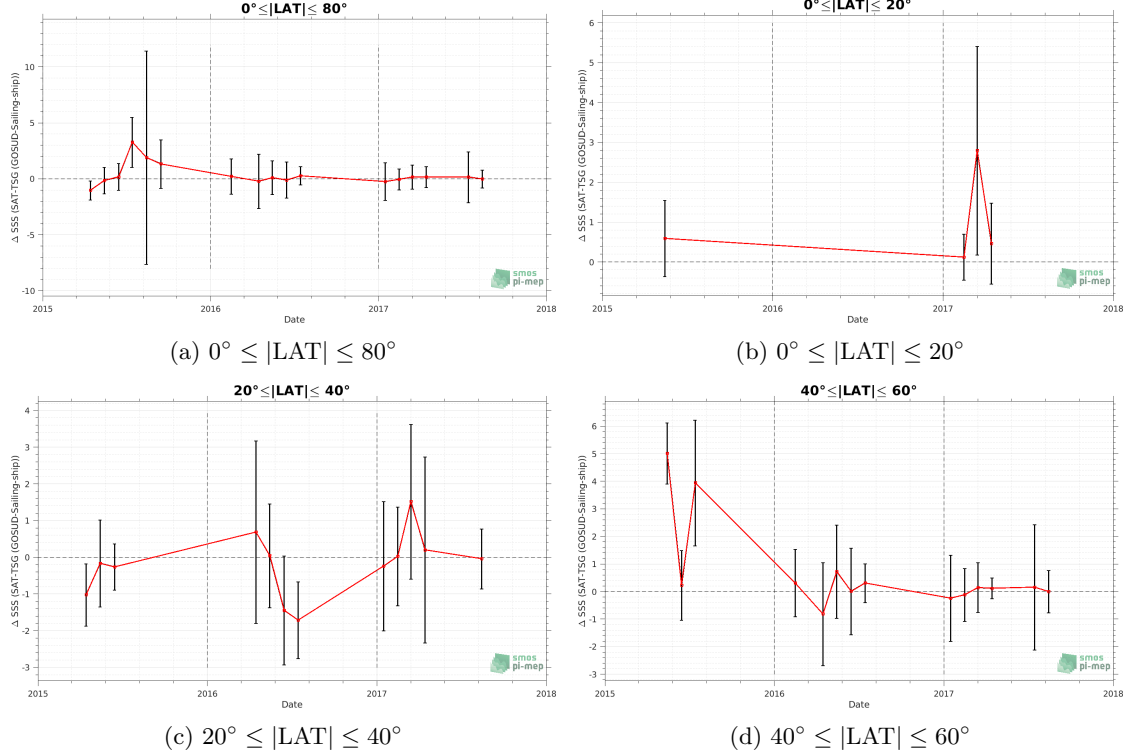 0°≤|LAT|≤ 80°
Δ SSS (SAT-TSG (GOSUD-Sailing-ship))
10
5
0
-5
-10
2015
2016
2017
2018
Date
smos
pi-mep
(a) 0° ≤ |LAT| ≤ 80°
0°≤|LAT|≤ 20°
Δ SSS (SAT-TSG (GOSUD-Sailing-ship))
6
5
4
3
2
1
0
2015
2016
2017
2018
Date
smos
pi-mep
(b) 0° ≤ |LAT| ≤ 20°
20°≤|LAT|≤ 40°
Δ SSS (SAT-TSG (GOSUD-Sailing-ship))
4
3
2
1
0
-1
-2
-3
2015
2016
2017
2018
Date
smos
pi-mep
(c) 20° ≤ |LAT| ≤ 40°
40°≤|LAT|≤ 60°
Δ SSS (SAT-TSG (GOSUD-Sailing-ship))
6
5
4
3
2
1
0
-1
-2
-3
2015
2016
2017
2018
Date
smos
pi-mep
(d) 40° ≤ |LAT| ≤ 60°